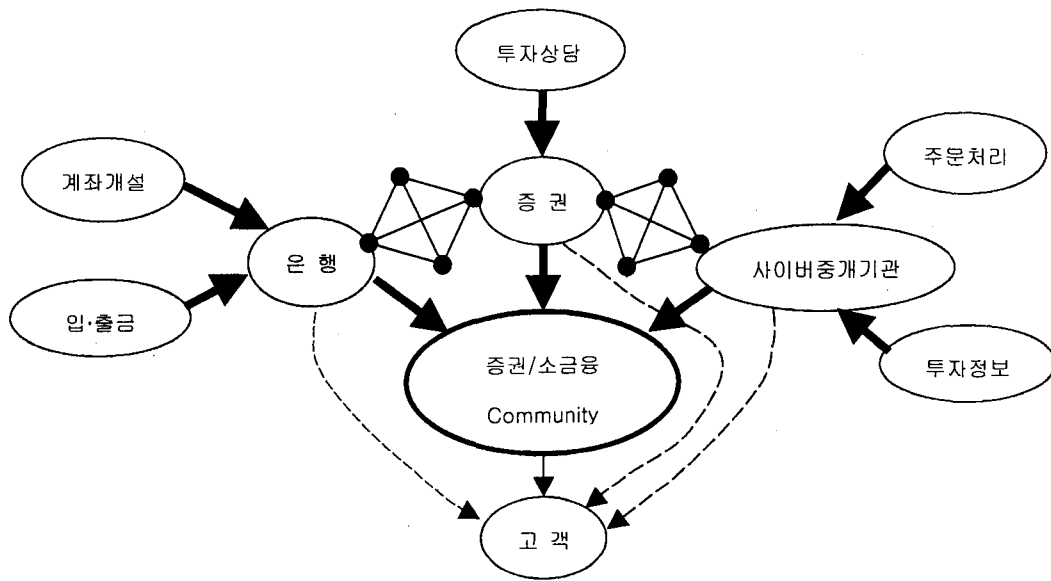 투자상담
주문처리
계좌개설
증 권
은 행
사이버중개기관
입·출금
투자정보
증권/소금융
Community
고 객